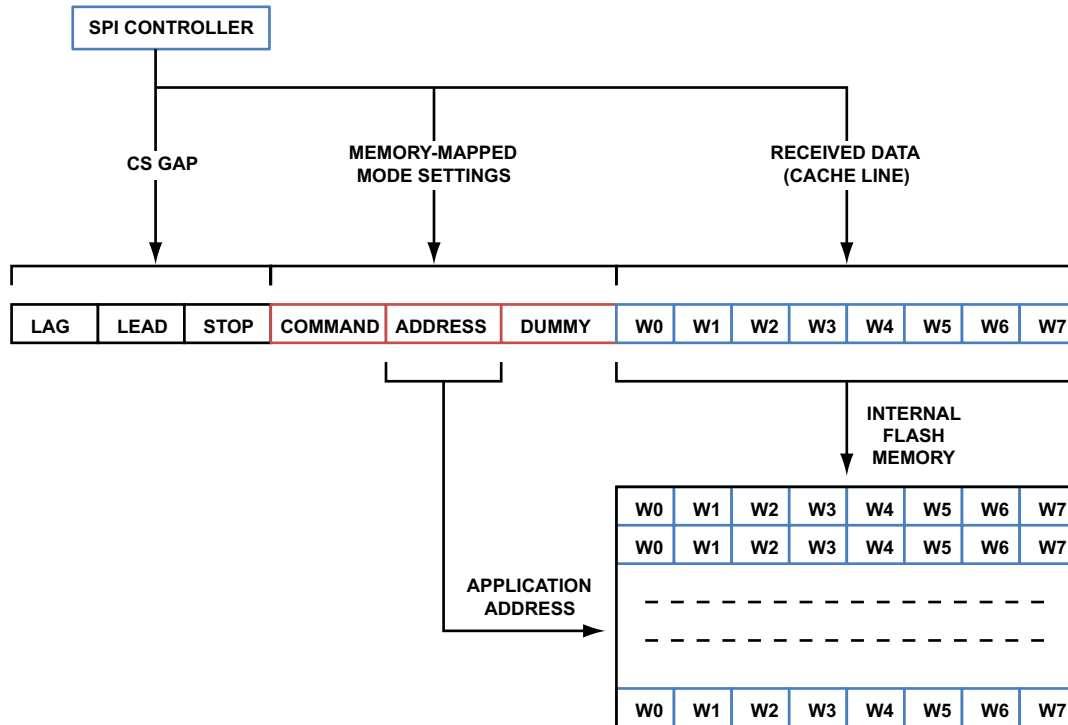 SPI CONTROLLER
CS GAP
MEMORY-MAPPED
MODE SETTINGS
RECEIVED DATA
(CACHE LINE)
LAG LEAD STOP COMMAND ADDRESS DUMMY W0 W1 W2 W3 W4 W5 W6 W7
INTERNAL
FLASH
MEMORY
W0 W1 W2 W3 W4 W5 W6 W7
W0 W1 W2 W3 W4 W5 W6 W7
APPLICATION
ADDRESS
W0 W1 W2 W3 W4 W5 W6 W7